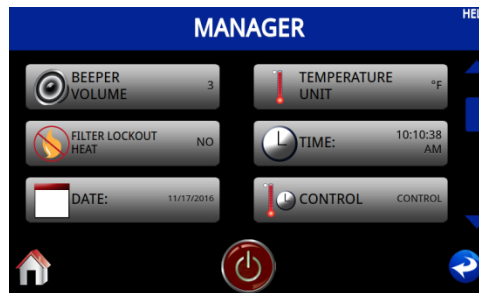 MANAGER
HEL
BEEPER
VOLUME
3
TEMPERATURE
UNIT
°F
FILTER LOCKOUT
HEAT
NO
TIME:
10:10:38
AM
DATE:
11/17/2016
CONTROL
CONTROL